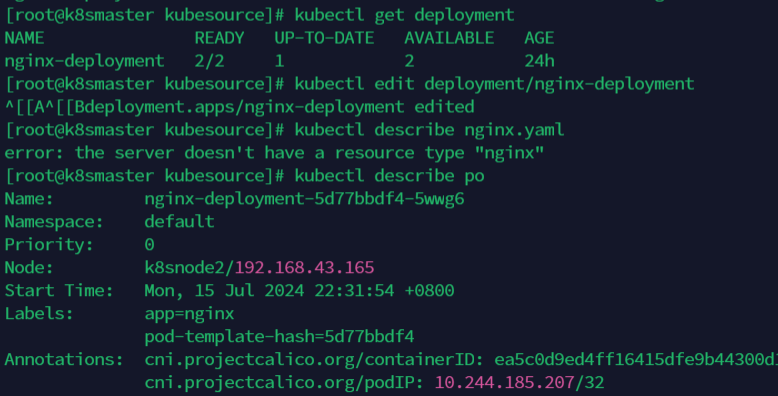 [root@k8smaster kubesource]# kubectl get deployment
NAME READY UP-TO-DATE AVAILABLE AGE
nginx-deployment 2/2 1 2 24h
[root@k8smaster kubesource]# kubectl edit deployment/nginx-deployment
^[[A^[[Bdeployment.apps/nginx-deployment edited
[root@k8smaster kubesource]# kubectl describe nginx.yaml
error: the server doesn't have a resource type "nginx"
[root@k8smaster kubesource]# kubectl describe po
Name: nginx-deployment-5d77bbdf4-5wwg6
Namespace: default
Priority: 0
Node: k8snode2/192.168.43.165
Start Time: Mon, 15 Jul 2024 22:31:54 +0800
Labels: app=nginx
pod-template-hash=5d77bbdf4
Annotations: cni.projectcalico.org/containerID: ea5c0d9ed4ff16415dfe9b44300d1
cni.projectcalico.org/podIP: 10.244.185.207/32